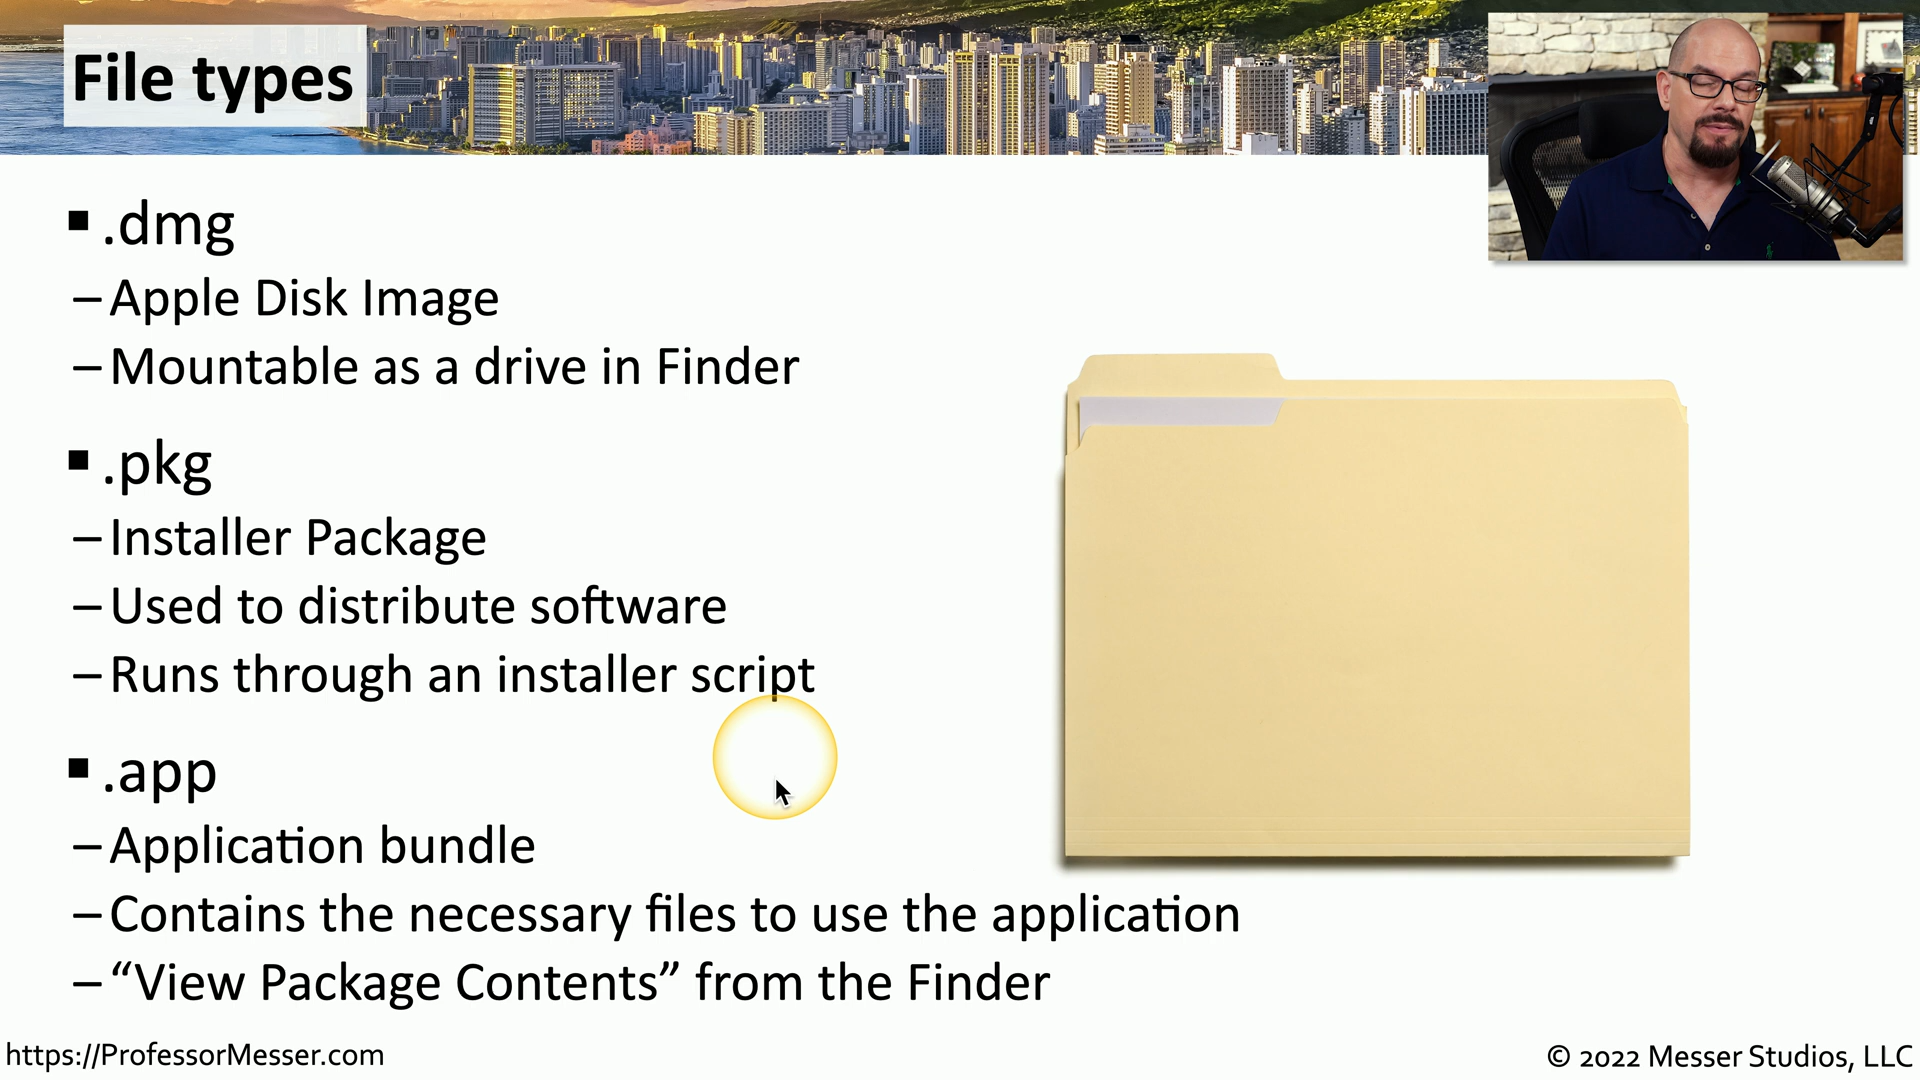 File types
▪ .dmg
– Apple Disk Image
– Mountable as a drive in Finder
▪ .pkg
– Installer Package
– Used to distribute software
– Runs through an installer script
▪ .app
– Application bundle
– Contains the necessary files to use the application
– “View Package Contents” from the Finder
https://ProfessorMesser.com
© 2022 Messer Studios, LLC